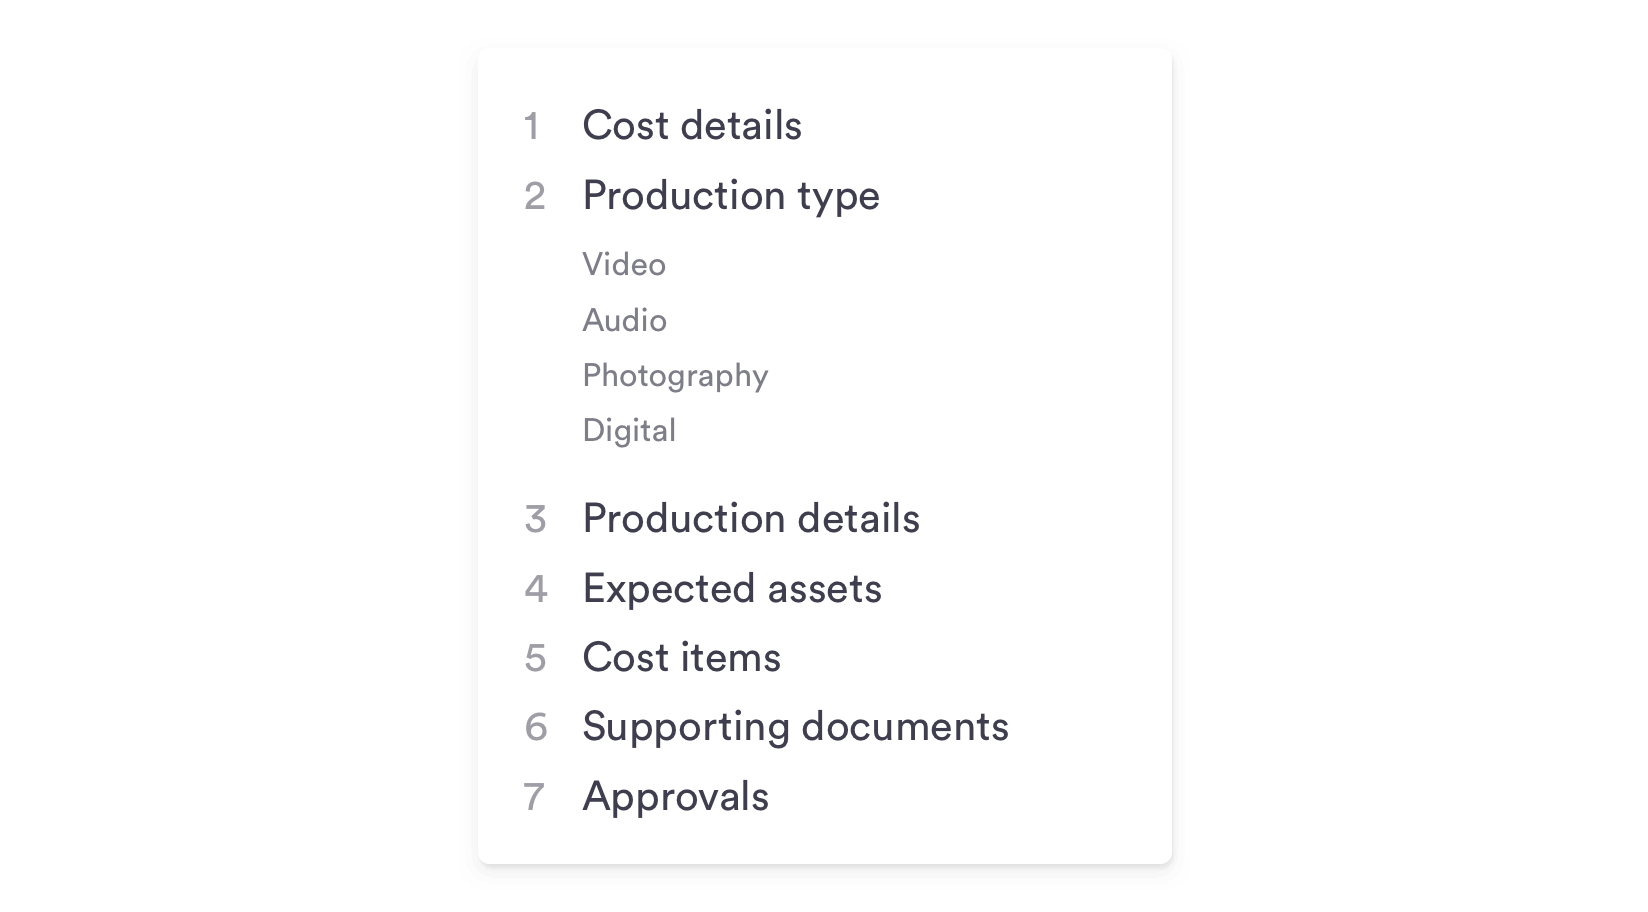 1 Cost details
2 Production type
Video
Audio
Photography
Digital
3 Production details
4 Expected assets
5 Cost items
6 Supporting documents
7 Approvals